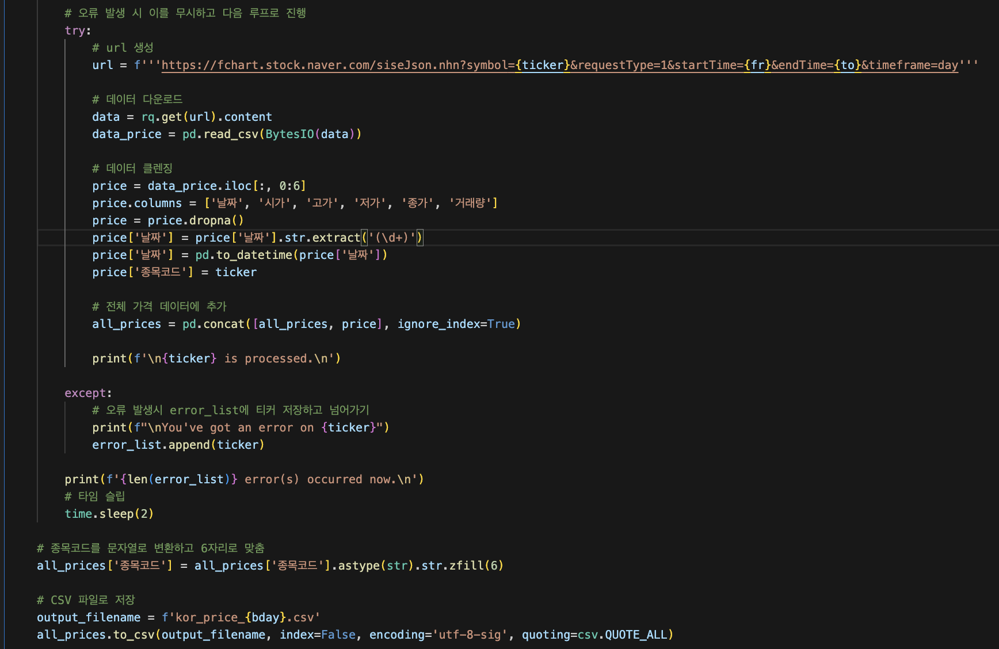 # 오류 발생 시 이를 무시하고 다음 루프로 진행
try:
# url 생성
url = f'''https://fchart.stock.naver.com/siseJson.nhn?symbol={ticker}&requestType=1&startTime={fr}&endTime={to}&timeframe=day'''
# 데이터 다운로드
data = rq.get(url).content
data_price = pd.read_csv(BytesIO(data))
# 데이터 클렌징
price = data_price.iloc[:, 0:6]
price.columns = ['날짜', '시가', '고가', '저가', '종가', '거래량']
price = price.dropna()
price['날짜'] = price['날짜'].str.extract('(\d+)')
price['날짜'] = pd.to_datetime(price['날짜'])
price['종목코드'] = ticker
# 전체 가격 데이터에 추가
all_prices = pd.concat([all_prices, price], ignore_index=True)
print(f'\n{ticker} is processed.\n')
except:
# 오류 발생시 error_list에 티커 저장하고 넘어가기
print(f"\nYou've got an error on {ticker}")
error_list.append(ticker)
print(f'{len(error_list)} error(s) occurred now.\n')
# 타임 슬립
time.sleep(2)
# 종목코드를 문자열로 변환하고 6자리로 맞춤
all_prices['종목코드'] = all_prices['종목코드'].astype(str).str.zfill(6)
# CSV 파일로 저장
output_filename = f'kor_price_{bday}.csv'
all_prices.to_csv(output_filename, index=False, encoding='utf-8-sig', quoting=csv.QUOTE_ALL)